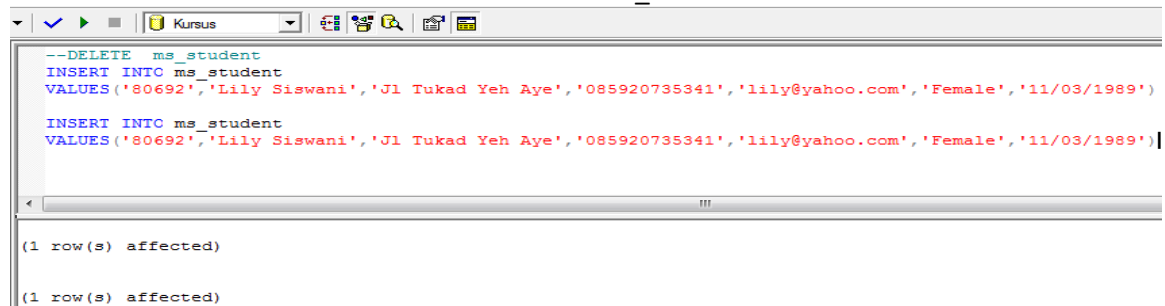 Kursus
--DELETE  ms_student
INSERT INTO ms_student
VALUES('80692','Lily Siswani','Jl Tukad Yeh Aye','085920735341','lily@yahoo.com','Female','11/03/1989')
INSERT INTO ms_student
VALUES('80692','Lily Siswani','Jl Tukad Yeh Aye','085920735341','lily@yahoo.com','Female','11/03/1989')
(1 row(s) affected)
(1 row(s) affected)